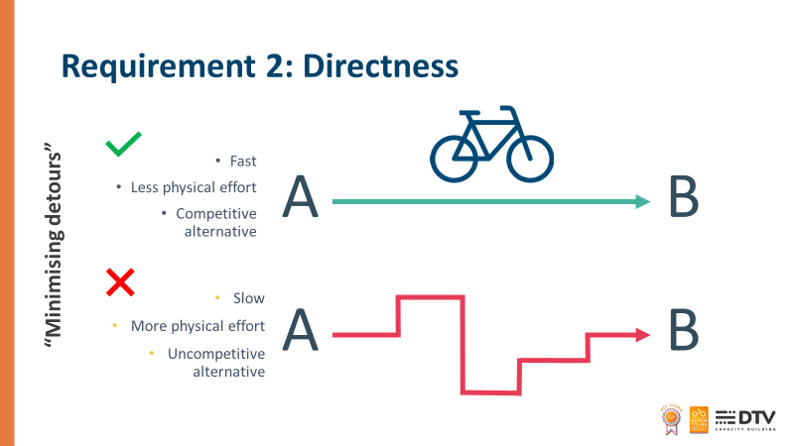 Requirement 2: Directness
“Minimising detours”
• Fast
• Less physical effort
• Competitive
alternative
A
B
• Slow
• More physical effort
• Uncompetitive
alternative
A
B
DTV
CAPACITY BUILDING